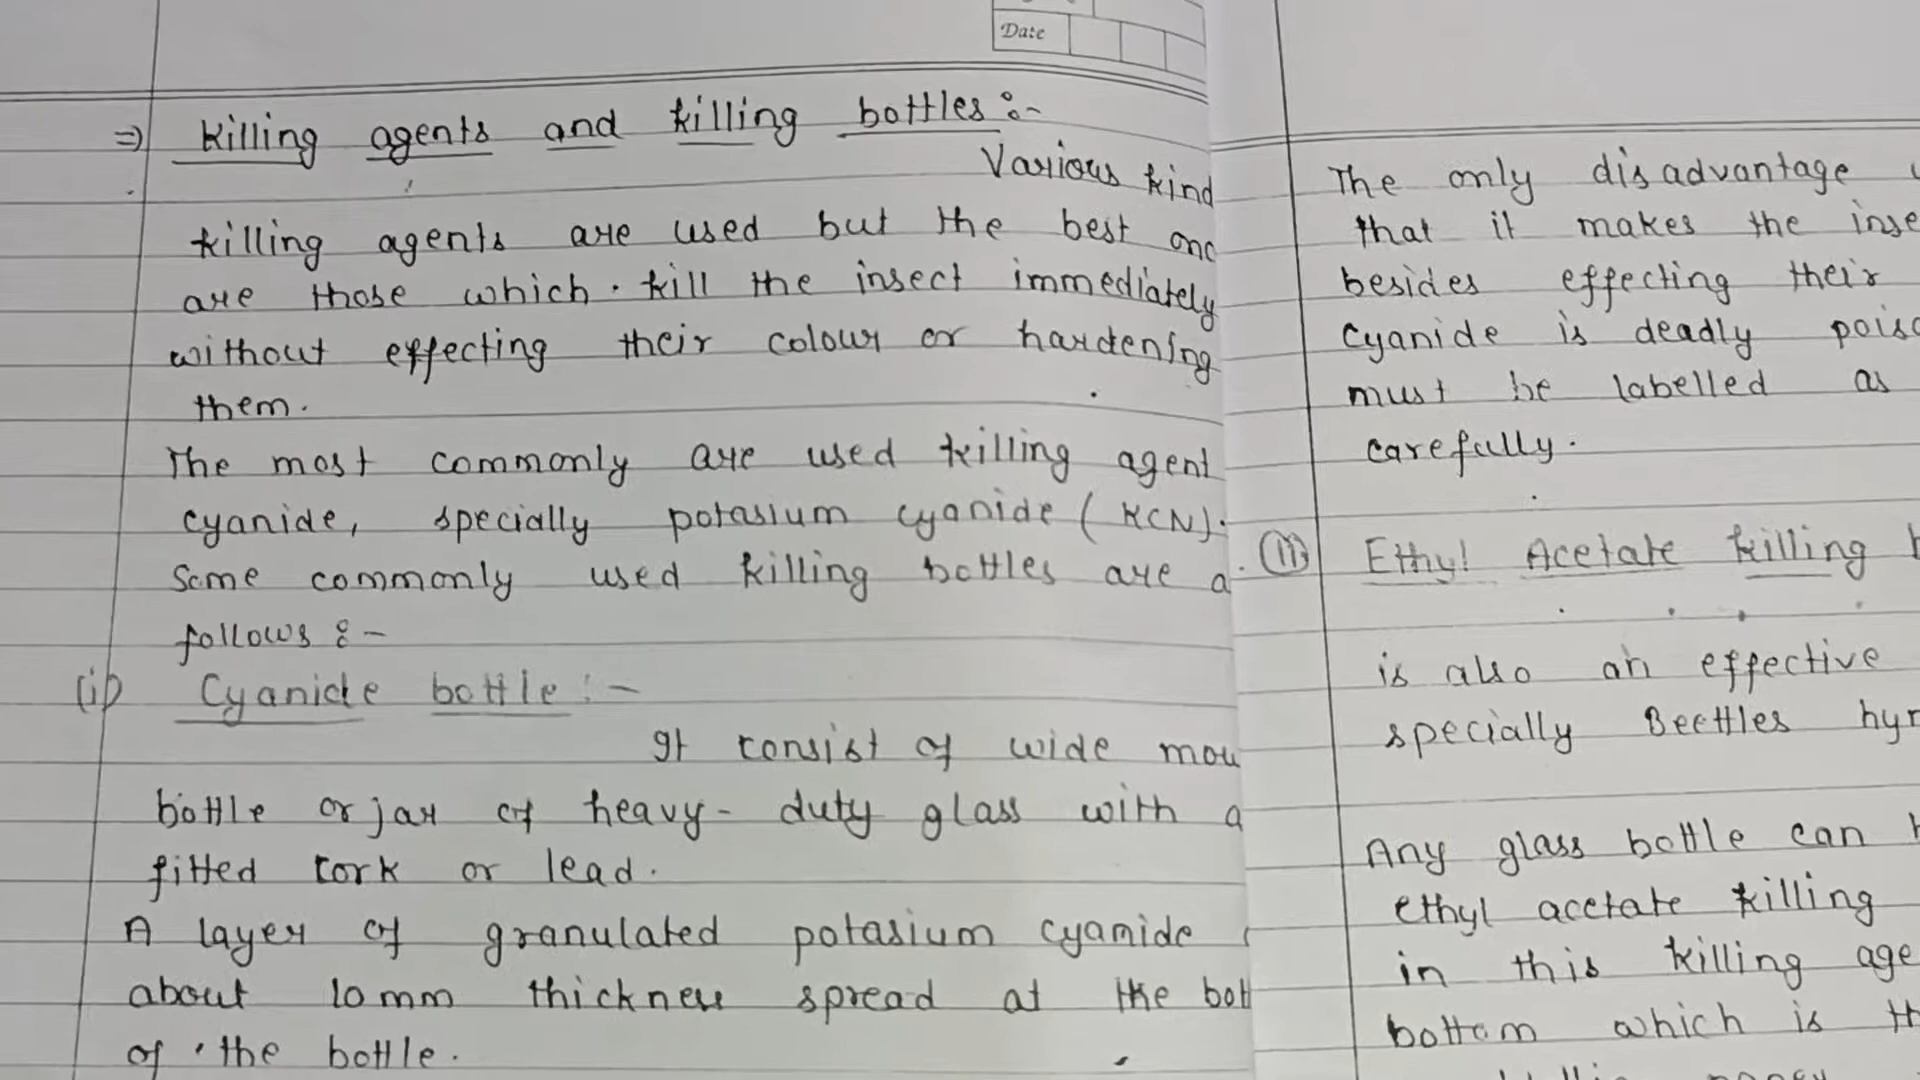 Date
=) Killing agents and killing bottles :-
Various kind
killing agents are used but the best
are those which kill the insect immediately
without effecting their colour or hardening
them.
The most commonly are used killing agent
cyanide, specially potasium cyanide (KCN).
Some commonly used killing bottles are a
follows :-
(i) Cyanide bottle :-
It consist of wide mou
bottle or jar of heavy-duty glass with a
fitted cork or lead.
A layer of granulated potasium cyamide
about 10 mm thickness spread at the bott
of the bottle.
The only disadvantage
that it makes the inse
besides effecting their
Cyanide is deadly poiso
must be labelled as
carefully.
(ii) Ethyl Acetate killing
is also an effective
specially Beettles hyr
Any glass bottle can
ethyl acetate killing
in this killing age
bottom which is